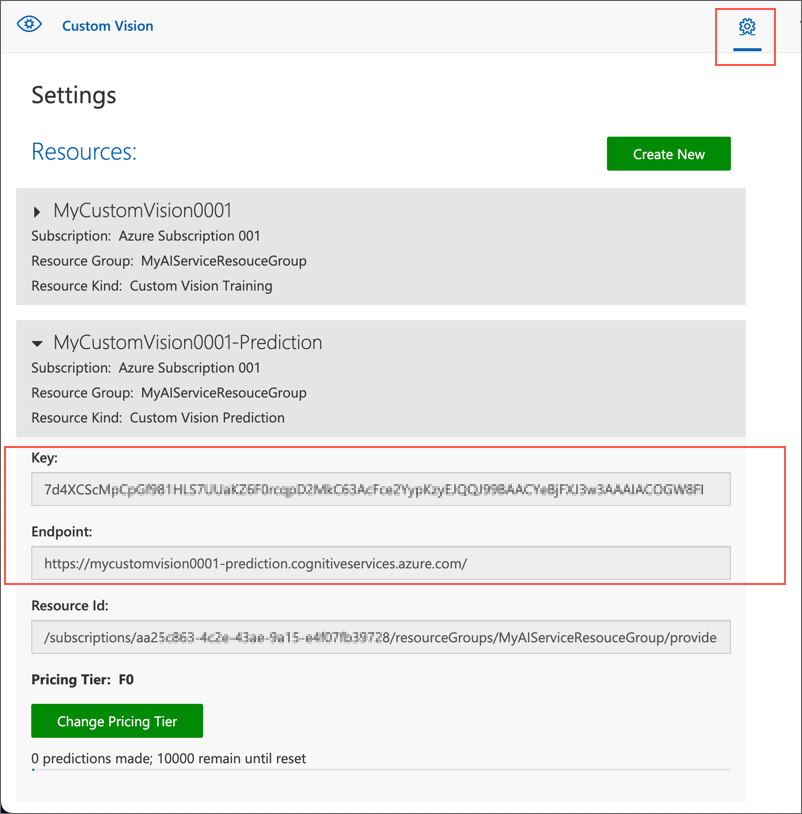 Custom Vision
Settings
Resources:
Create New
MyCustomVision0001
Subscription: Azure Subscription 001
Resource Group: MyAIServiceResouceGroup
Resource Kind: Custom Vision Training
MyCustomVision0001-Prediction
Subscription: Azure Subscription 001
Resource Group: MyAIServiceResouceGroup
Resource Kind: Custom Vision Prediction
Key:
Endpoint:
https://mycustomvision0001-prediction.cognitiveservices.azure.com/
Resource Id:
/subscriptions/ /resourceGroups/MyAIServiceResouceGroup/provide
Pricing Tier: F0
Change Pricing Tier
0 predictions made; 10000 remain until reset